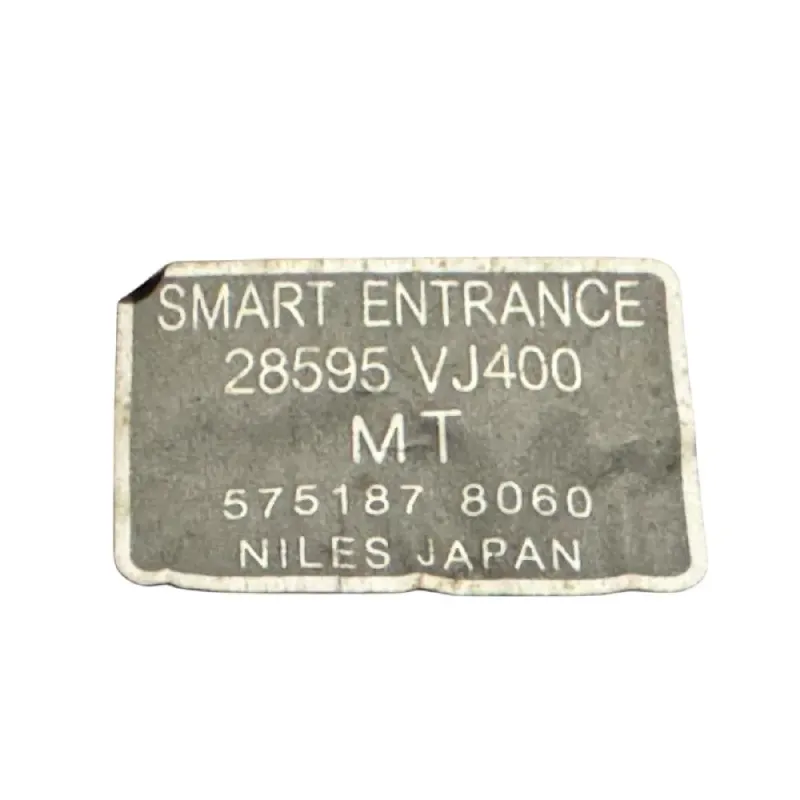 SMART ENTRANCE
28595 VJ400
MT
575187 8060
NILES JAPAN